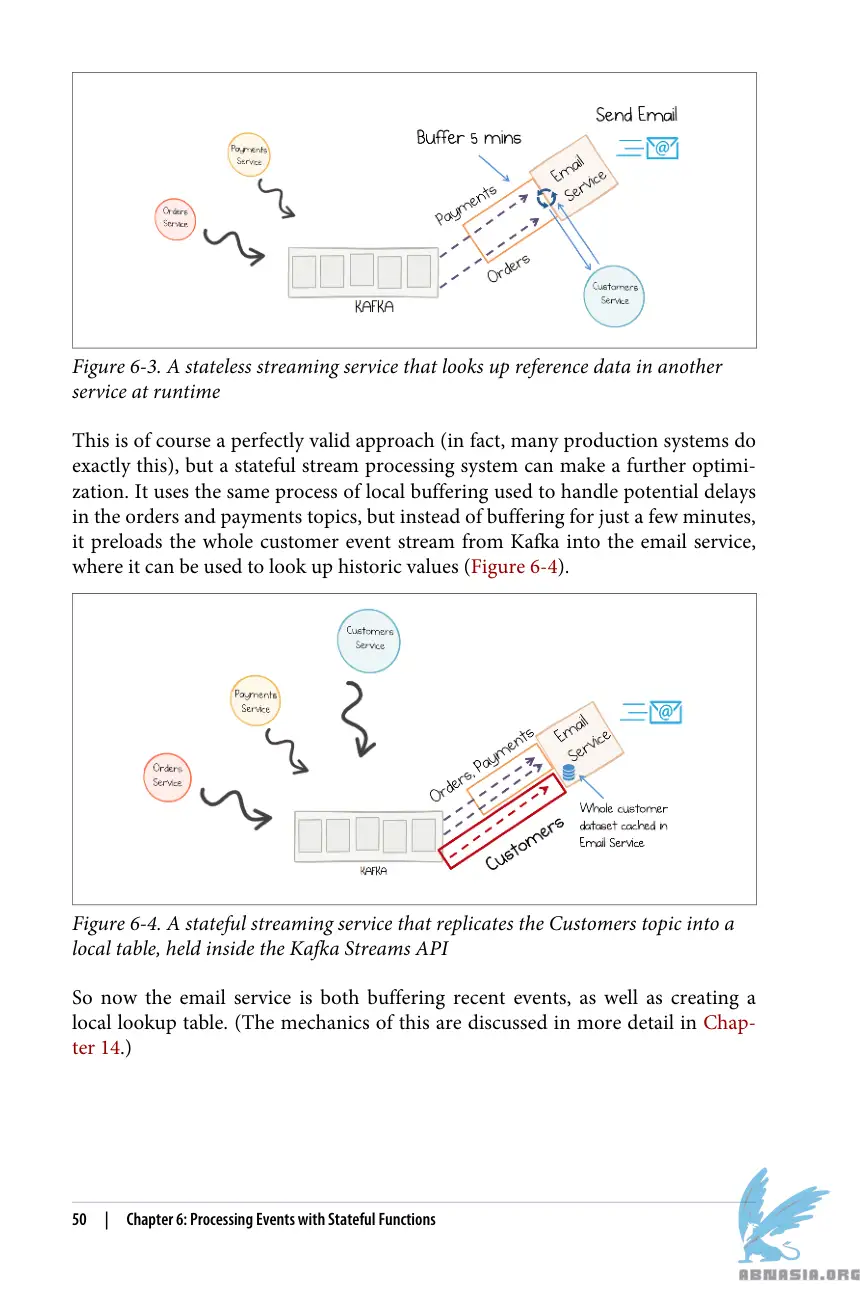 Send Email
Buffer 5 mins
Payments
Service
Email
Service
Payments
Orders
Service
Orders
Customers
Service
KAFKA
Figure 6-3. A stateless streaming service that looks up reference data in another
service at runtime
This is of course a perfectly valid approach (in fact, many production systems do
exactly this), but a stateful stream processing system can make a further optimi-
zation. It uses the same process of local buffering used to handle potential delays
in the orders and payments topics, but instead of buffering for just a few minutes,
it preloads the whole customer event stream from Kafka into the email service,
where it can be used to look up historic values (Figure 6-4).
Customers
Service
Payments
Service
Email
Service
Orders, Payments
Orders
Service
Whole customer
dataset cached in
Email Service
Customers
KAFKA
Figure 6-4. A stateful streaming service that replicates the Customers topic into a
local table, held inside the Kafka Streams API
So now the email service is both buffering recent events, as well as creating a
local lookup table. (The mechanics of this are discussed in more detail in Chap-
ter 14.)
50 | Chapter 6: Processing Events with Stateful Functions
ABNASIA.ORG